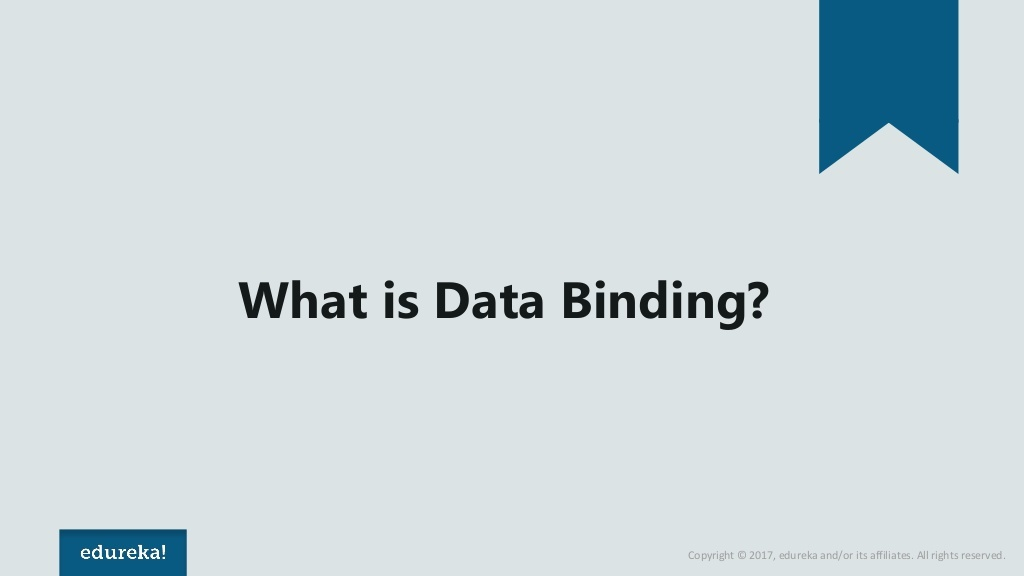 What is Data Binding?
edureka!
Copyright © 2017, edureka and/or its affiliates. All rights reserved.